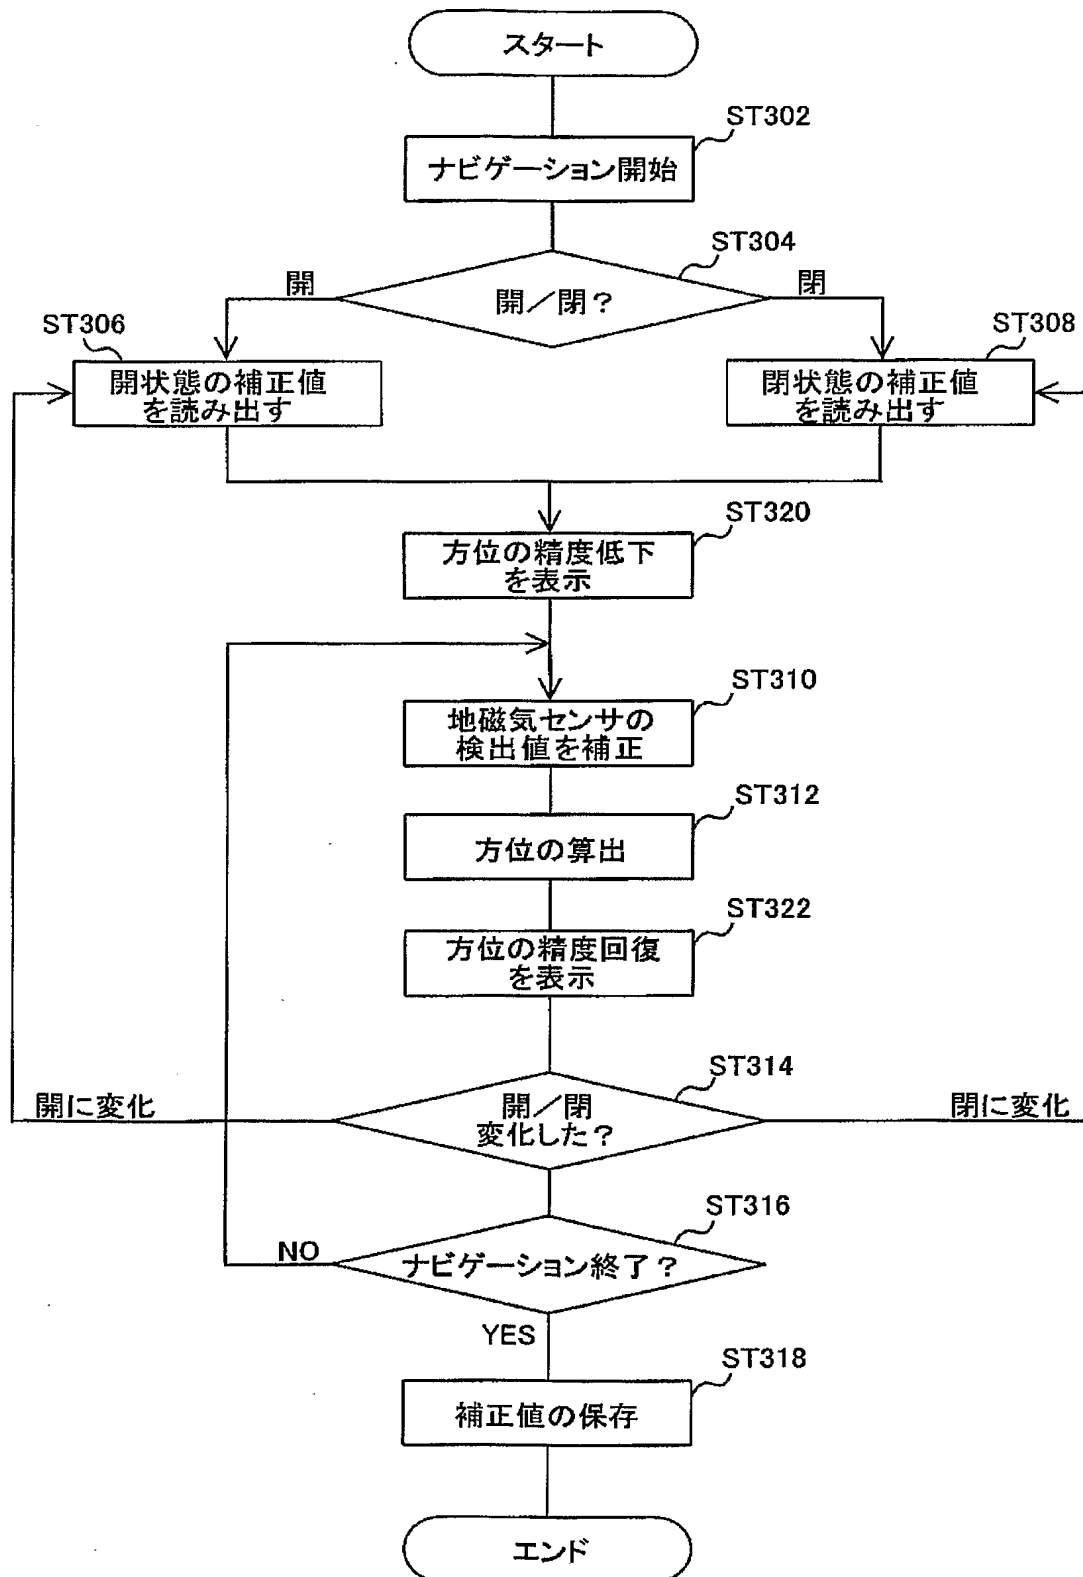 スタート
ST302
ナビゲーション開始
ST304
開／閉？
開
閉
ST306
開状態の補正値
を読み出す
ST308
閉状態の補正値
を読み出す
ST320
方位の精度低下
を表示
ST310
地磁気センサの
検出値を補正
ST312
方位の算出
ST322
方位の精度回復
を表示
ST314
開／閉
変化した？
開に変化
閉に変化
ST316
ナビゲーション終了？
NO
YES
ST318
補正値の保存
エンド